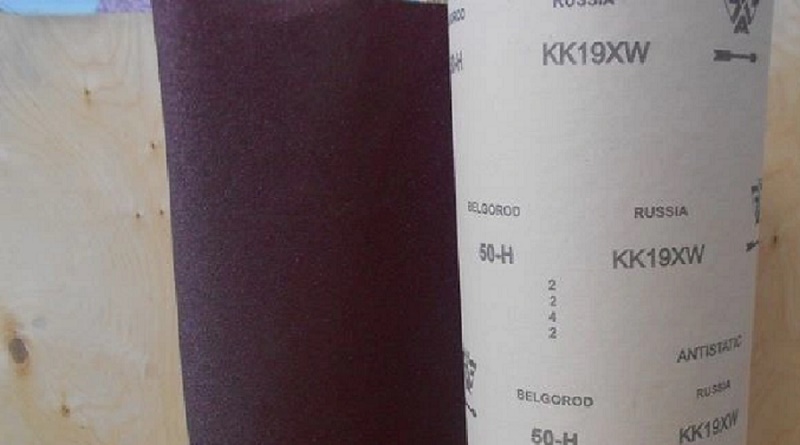 RUSSIA
KK19XW
BELGOROD RUSSIA
50-H KK19XW
2
2
4
2
ANTISTATIC
BELGOROD RUSSIA
50-H KK19XW